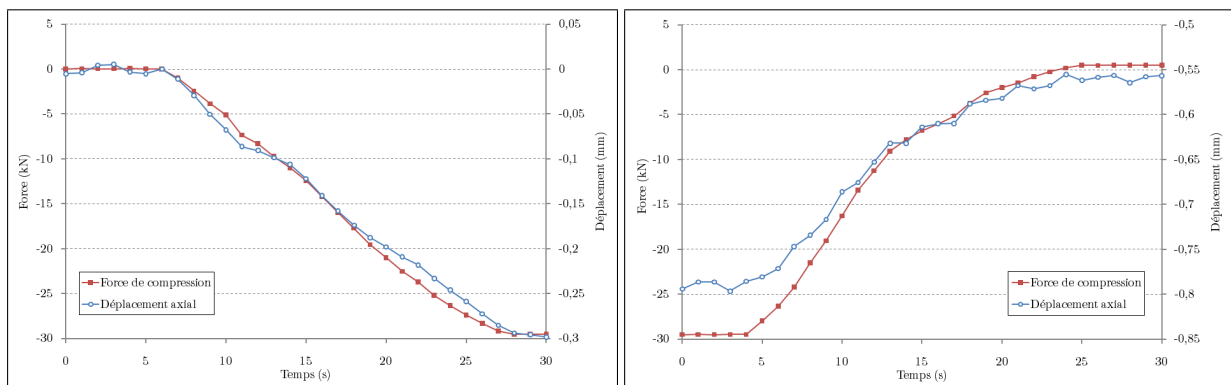 5
0
-5
-10
-15
-20
-25
-30
Force (kN)
0,05
0
-0,05
-0,1
-0,15
-0,2
-0,25
-0,3
Déplacement (mm)
Force de compression
Déplacement axial
0 5 10 15 20 25 30
Temps (s)
5
0
-5
-10
-15
-20
-25
-30
Force (kN)
-0,5
-0,55
-0,6
-0,65
-0,7
-0,75
-0,8
-0,85
Déplacement (mm)
Force de compression
Déplacement axial
0 5 10 15 20 25 30
Temps (s)